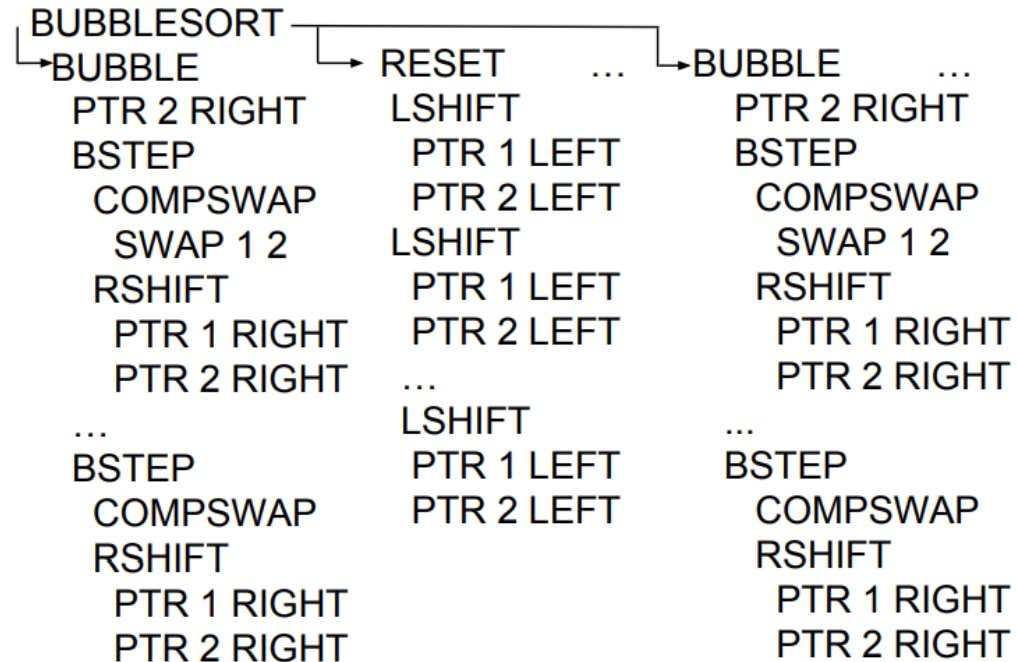 BUBBLESORT
BUBBLE
PTR 2 RIGHT
BSTEP
COMPSWAP
SWAP 1 2
RSHIFT
PTR 1 RIGHT
PTR 2 RIGHT
…
BSTEP
COMPSWAP
RSHIFT
PTR 1 RIGHT
PTR 2 RIGHT
RESET …
LSHIFT
PTR 1 LEFT
PTR 2 LEFT
LSHIFT
PTR 1 LEFT
PTR 2 LEFT
…
LSHIFT
PTR 1 LEFT
PTR 2 LEFT
BUBBLE …
PTR 2 RIGHT
BSTEP
COMPSWAP
SWAP 1 2
RSHIFT
PTR 1 RIGHT
PTR 2 RIGHT
...
BSTEP
COMPSWAP
RSHIFT
PTR 1 RIGHT
PTR 2 RIGHT